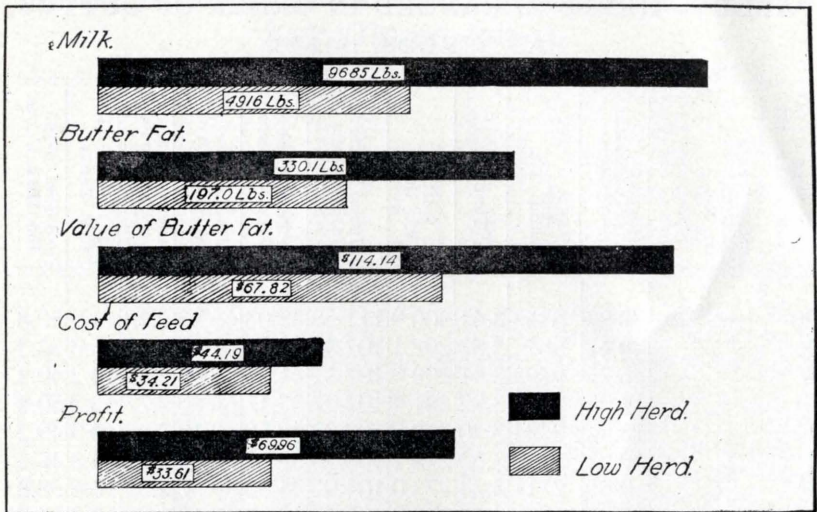 Milk.
9685 Lbs.
4916 Lbs.
Butter Fat.
330.1 Lbs.
197.0 Lbs.
Value of Butter Fat.
$114.14
$67.82
Cost of Feed
$44.19
$34.21
Profit.
$69.96
$33.61
High Herd.
Low Herd.